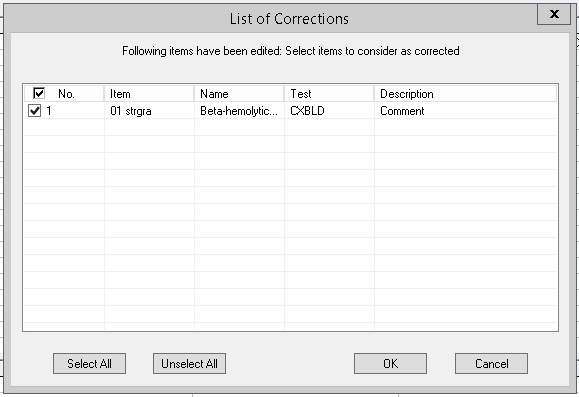 List of Corrections
x
Following items have been edited: Select items to consider as corrected
No. Item Name Test Description
1 01 strgra Beta-hemolytic... CXBLD Comment
Select All Unselect All OK Cancel